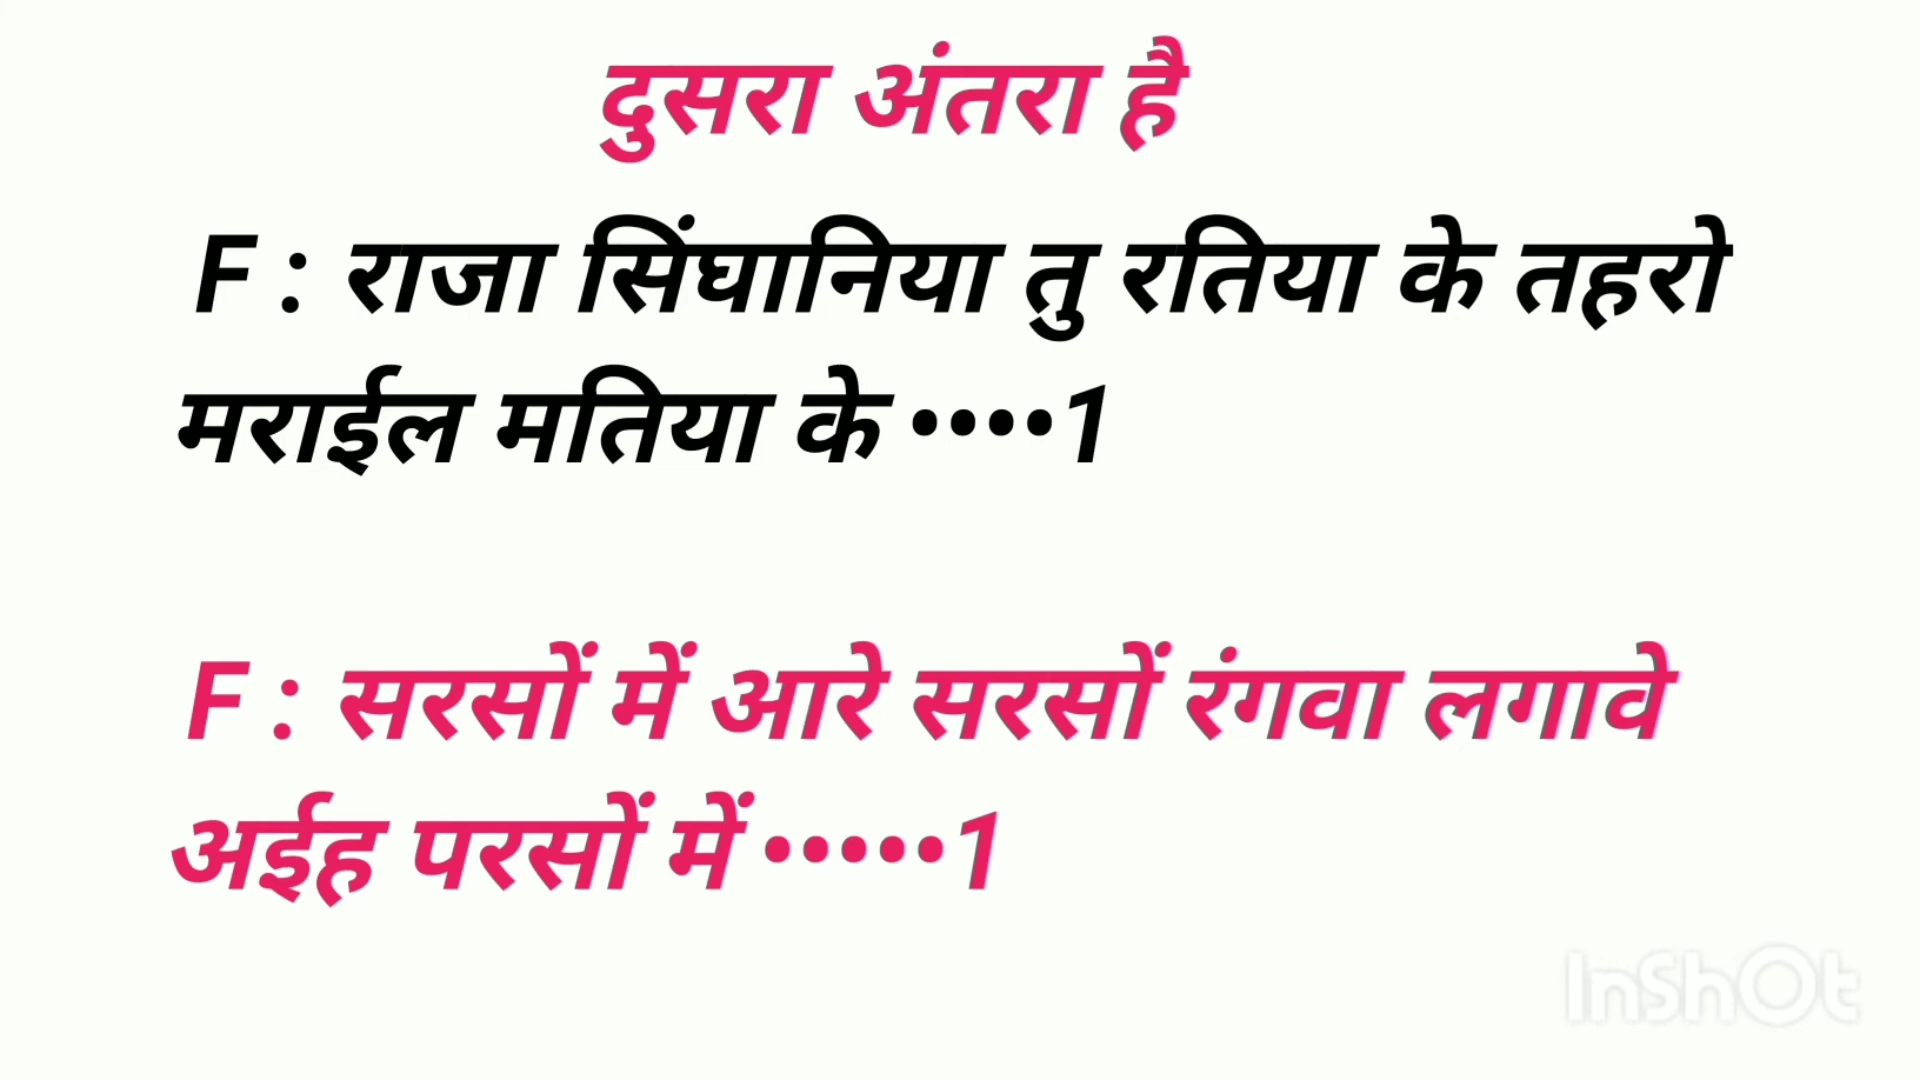 दुसरा अंतरा है
F : राजा सिंघानिया तु रतिया के तहरो
मराईल मतिया के ••••1
F : सरसों में आरे सरसों रंगवा लगावे
अईह परसों में •••••1
InShOt